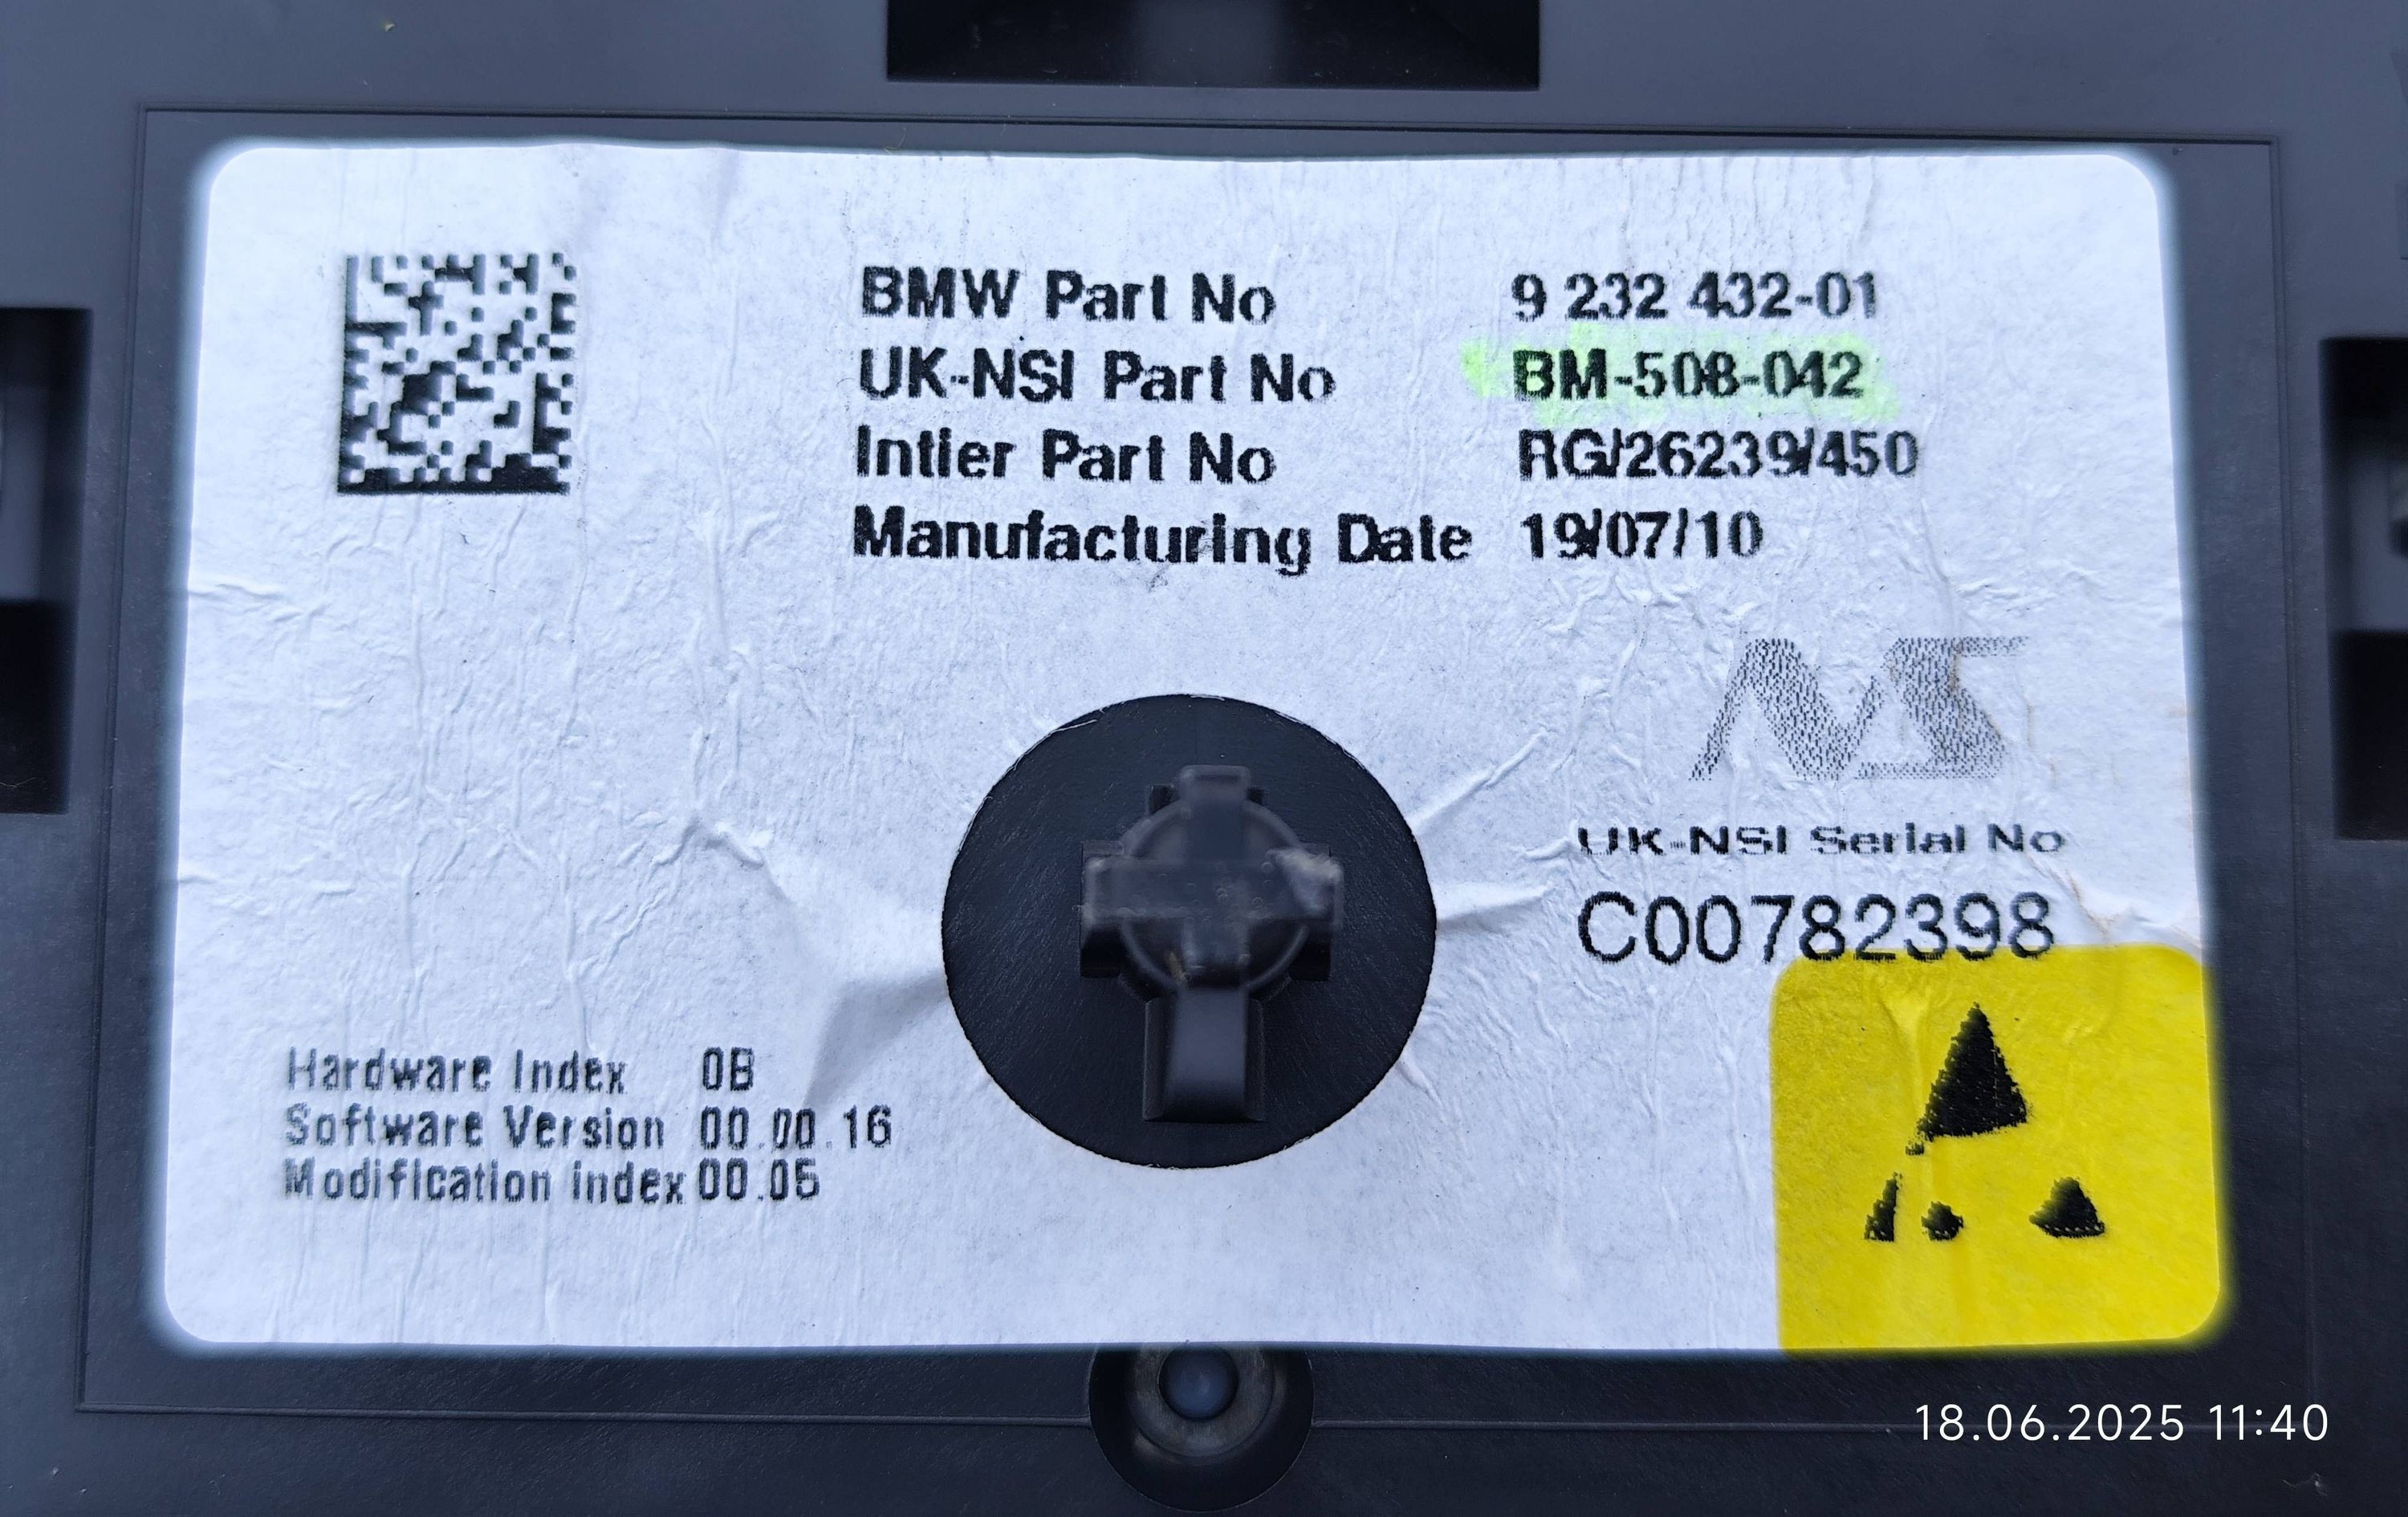 BMW Part No 9 232 432-01
UK-NSI Part No BM-508-042
Intier Part No RG/26239/450
Manufacturing Date 19/07/10
NS
UK-NSI Serial No
C00782398
Hardware Index 0B
Software Version 00.00.16
Modification index 00.05
18.06.2025 11:40